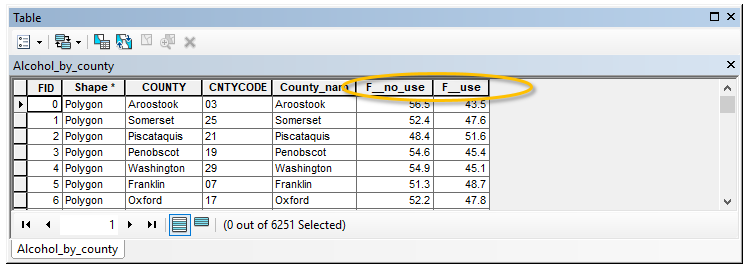 Table
Alcohol_by_county
FID Shape * COUNTY CNTYCODE County_nam F__no_use F__use
0 Polygon Aroostook 03 Aroostook 56.5 43.5
1 Polygon Somerset 25 Somerset 52.4 47.6
2 Polygon Piscataquis 21 Piscataquis 48.4 51.6
3 Polygon Penobscot 19 Penobscot 54.6 45.4
4 Polygon Washington 29 Washington 54.9 45.1
5 Polygon Franklin 07 Franklin 51.3 48.7
6 Polygon Oxford 17 Oxford 52.2 47.8
1 (0 out of 6251 Selected)
Alcohol_by_county